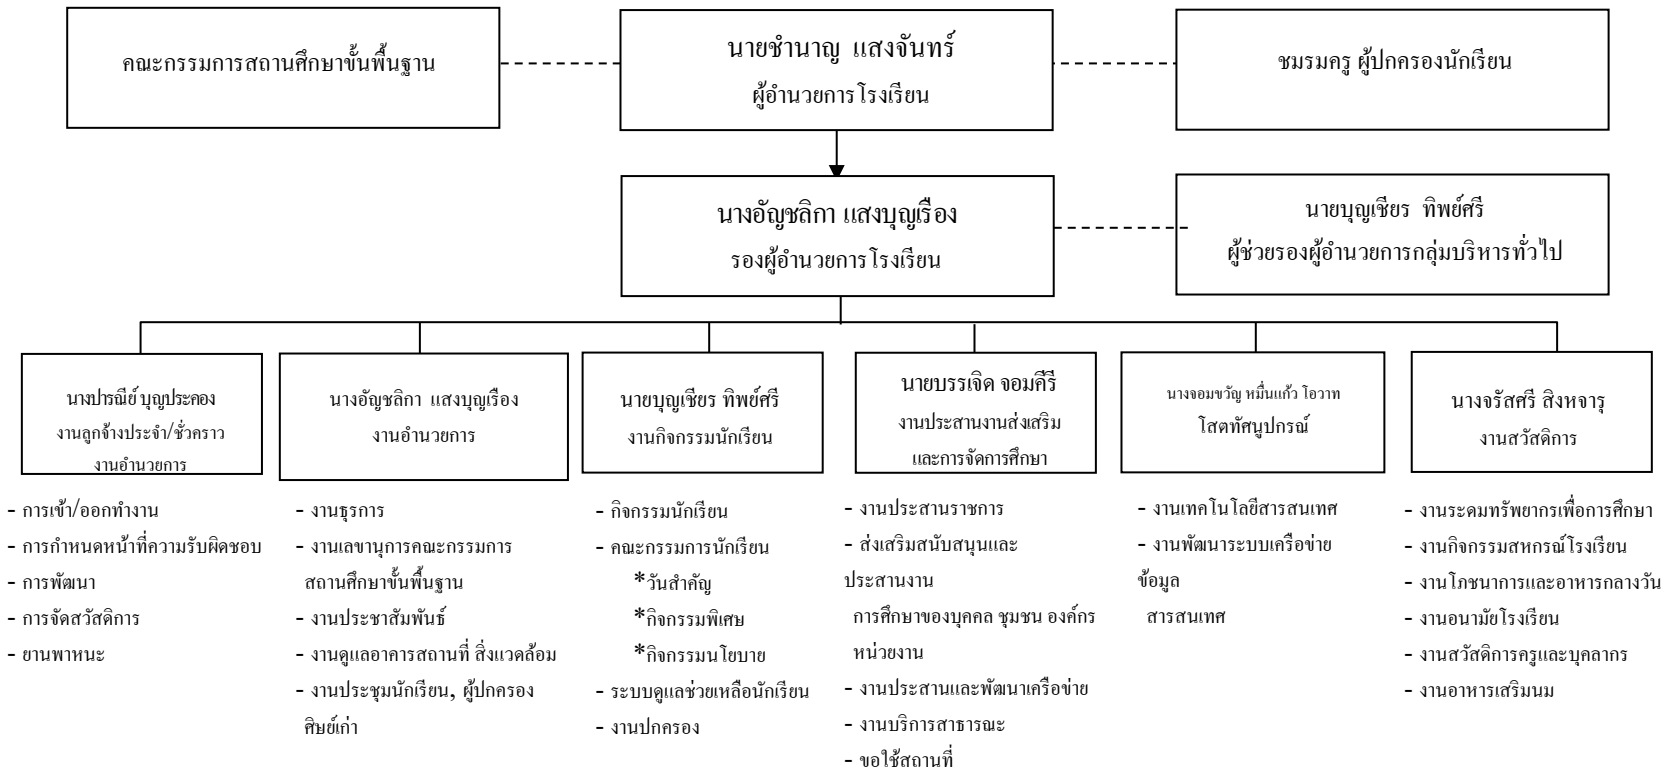 คณะกรรมการสถานศึกษาขั้นพื้นฐาน
นายชำนาญ แสงจันทร์
ผู้อำนวยการโรงเรียน
ชมรมครู ผู้ปกครองนักเรียน
นางอัญชลิกา แสงบุญเรือง
รองผู้อำนวยการโรงเรียน
นายบุญเชียร ทิพย์ศรี
ผู้ช่วยรองผู้อำนวยการกลุ่มบริหารทั่วไป
นางปารณีย์ บุญประคอง
งานลูกจ้างประจำ/ชั่วคราว
งานอำนวยการ
- การเข้า/ออกทำงาน
- การกำหนดหน้าที่ความรับผิดชอบ
- การพัฒนา
- การจัดสวัสดิการ
- ยานพาหนะ
นางอัญชลิกา แสงบุญเรือง
งานอำนวยการ
- งานธุรการ
- งานเลขานุการคณะกรรมการ
สถานศึกษาขั้นพื้นฐาน
- งานประชาสัมพันธ์
- งานดูแลอาคารสถานที่ สิ่งแวดล้อม
- งานประชุมนักเรียน, ผู้ปกครอง
ศิษย์เก่า
นายบุญเชียร ทิพย์ศรี
งานกิจกรรมนักเรียน
- กิจกรรมนักเรียน
- คณะกรรมการนักเรียน
*วันสำคัญ
*กิจกรรมพิเศษ
*กิจกรรมนโยบาย
- ระบบดูแลช่วยเหลือนักเรียน
- งานปกครอง
นายบรรเจิด จอมคีรี
งานประสานงานส่งเสริม
และการจัดการศึกษา
- งานประสานราชการ
- ส่งเสริมสนับสนุนและ
ประสานงาน
การศึกษาของบุคคล ชุมชน องค์กร
หน่วยงาน
- งานประสานและพัฒนาเครือข่าย
- งานบริการสาธารณะ
- ขอใช้สถานที่
นางจอมขวัญ หมื่นแก้ว โอวาท
โสตทัศนูปกรณ์
- งานเทคโนโลยีสารสนเทศ
- งานพัฒนาระบบเครือข่าย
ข้อมูล
สารสนเทศ
นางจรัสศรี สิงหจารุ
งานสวัสดิการ
- งานระดมทรัพยากรเพื่อการศึกษา
- งานกิจกรรมสหกรณ์โรงเรียน
- งานโภชนาการและอาหารกลางวัน
- งานอนามัยโรงเรียน
- งานสวัสดิการครูและบุคลากร
- งานอาหารเสริมนม